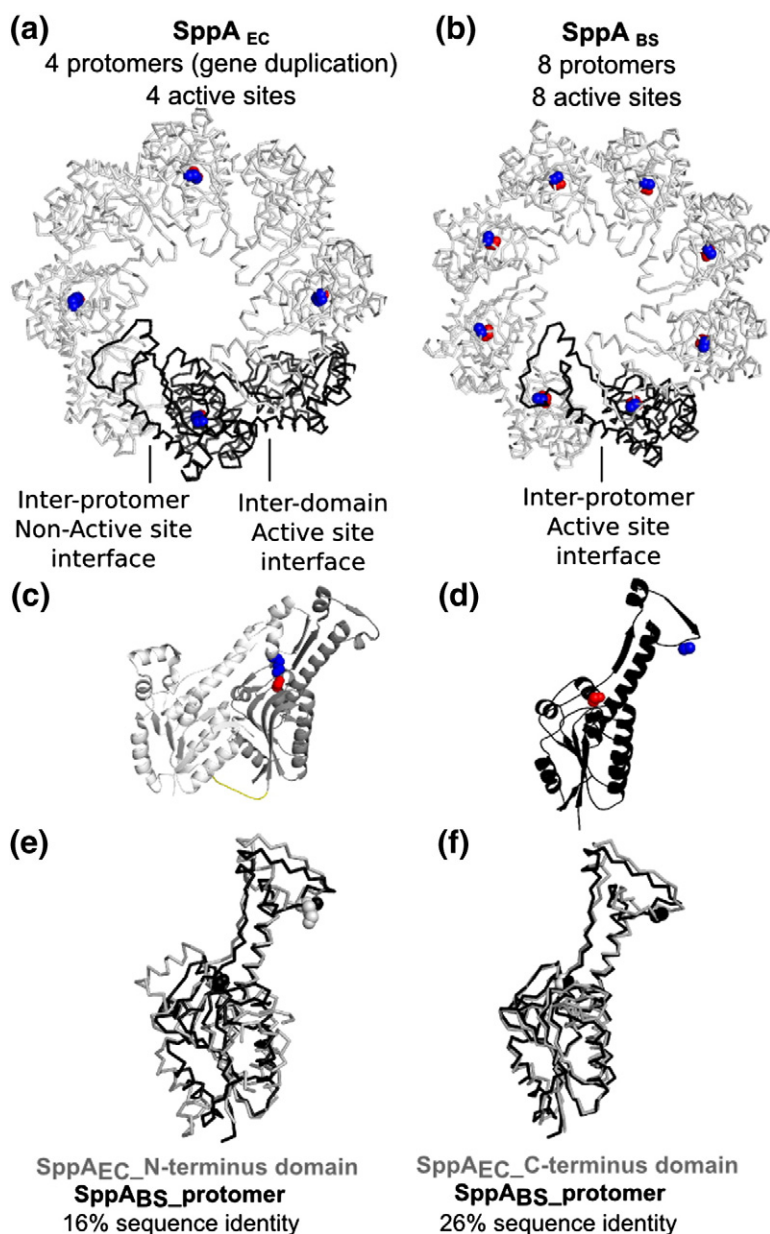 (a)
SppA EC
4 protomers (gene duplication)
4 active sites
(b)
SppA BS
8 protomers
8 active sites
Inter-protomer
Non-Active site
interface
Inter-domain
Active site
interface
Inter-protomer
Active site
interface
(c)
(d)
(e)
(f)
SppAEC_N-terminus domain
SppABS_protomer
16% sequence identity
SppAEC_C-terminus domain
SppABS_protomer
26% sequence identity